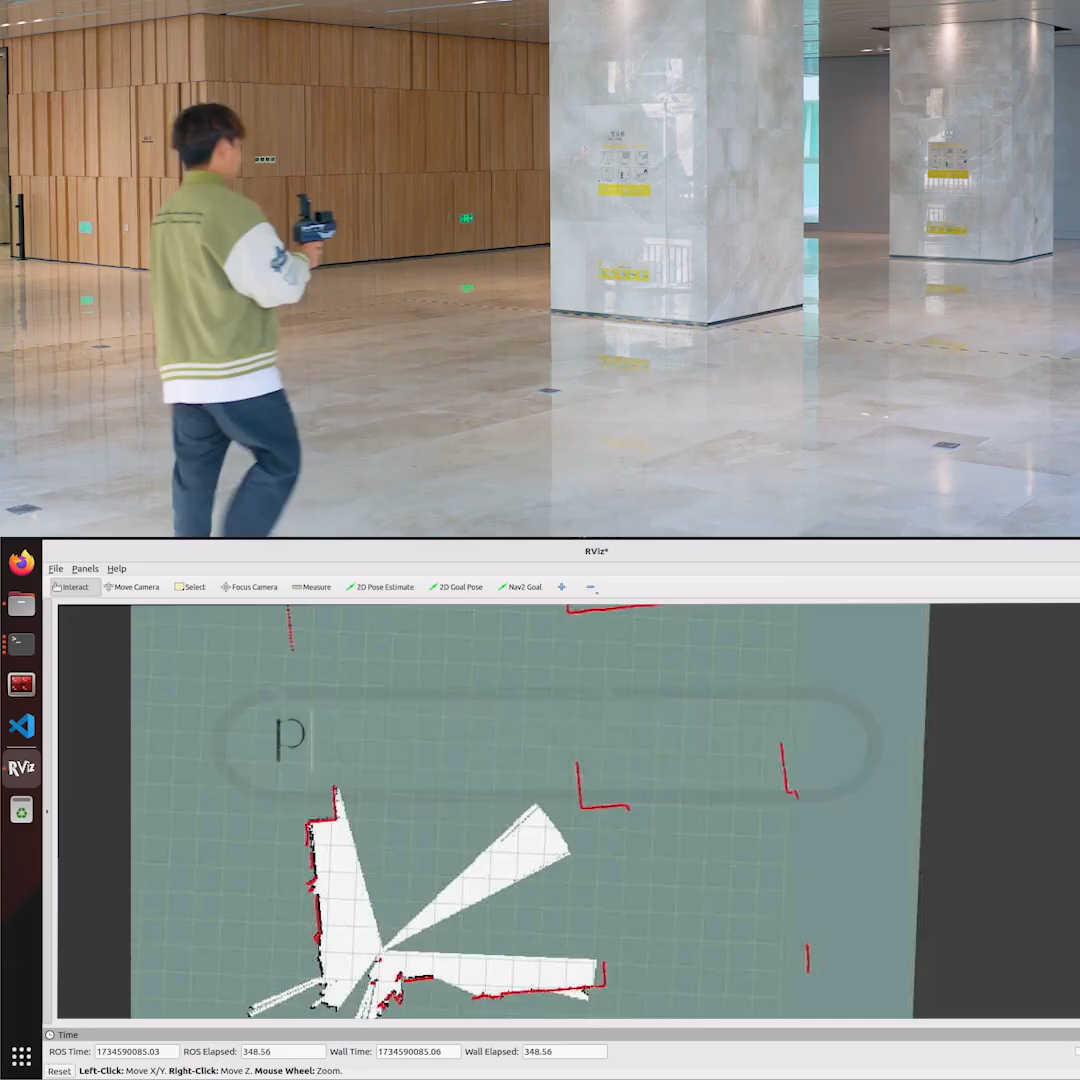 RViz*
File Panels Help
Interact Move Camera Select Focus Camera Measure 2D Pose Estimate 2D Goal Pose Nav2 Goal
RViz
Time
ROS Time: 1734590085.03 ROS Elapsed: 348.56 Wall Time: 1734590085.06 Wall Elapsed: 348.56
Reset Left-Click: Move X/Y. Right-Click: Move Z. Mouse Wheel: Zoom.